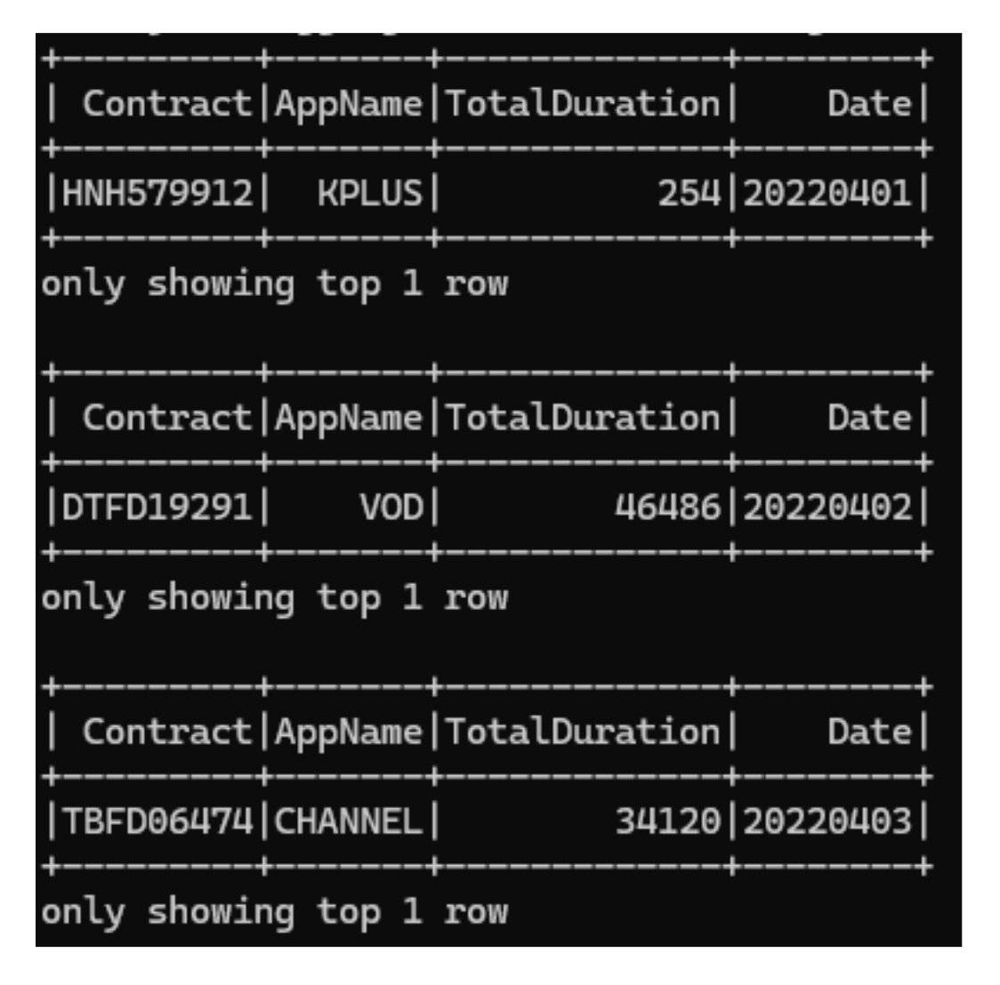 +---------+-------+-------------+--------+
| Contract|AppName|TotalDuration|    Date|
+---------+-------+-------------+--------+
|HNH579912|  KPLUS|          254|20220401|
+---------+-------+-------------+--------+
only showing top 1 row

+---------+-------+-------------+--------+
| Contract|AppName|TotalDuration|    Date|
+---------+-------+-------------+--------+
|DTFD19291|    VOD|        46486|20220402|
+---------+-------+-------------+--------+
only showing top 1 row

+---------+-------+-------------+--------+
| Contract|AppName|TotalDuration|    Date|
+---------+-------+-------------+--------+
|TBFD06474|CHANNEL|        34120|20220403|
+---------+-------+-------------+--------+
only showing top 1 row